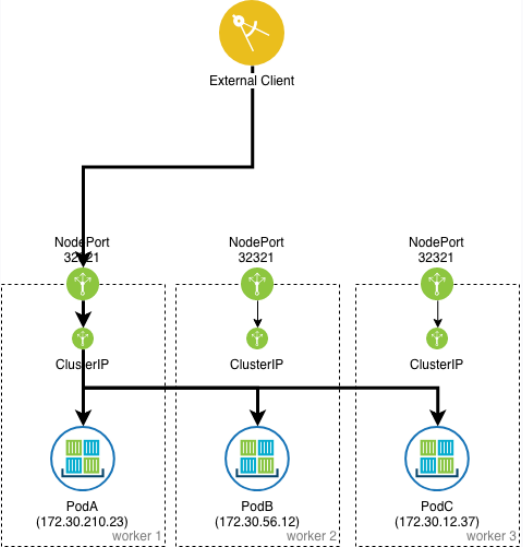 External Client
NodePort
32321
NodePort
32321
NodePort
32321
ClusterIP
ClusterIP
ClusterIP
PodA
(172.30.210.23)
worker 1
PodB
(172.30.56.12)
worker 2
PodC
(172.30.12.37)
worker 3